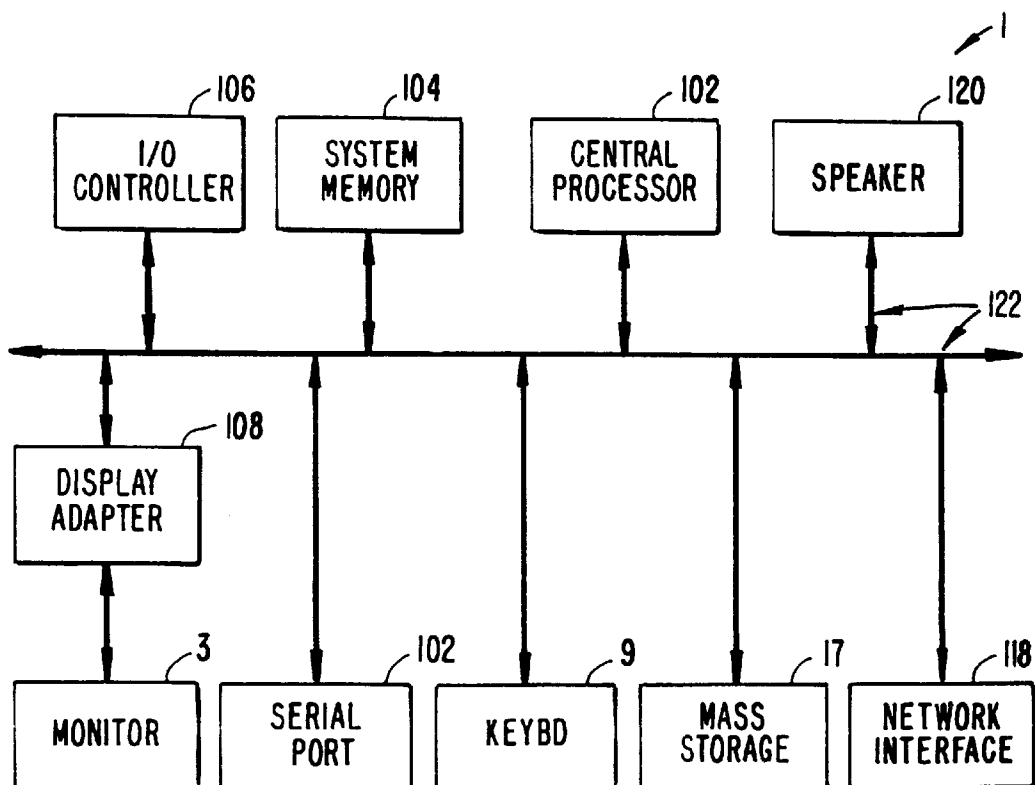 1
106
104
102
120
I/O
CONTROLLER
SYSTEM
MEMORY
CENTRAL
PROCESSOR
SPEAKER
122
108
DISPLAY
ADAPTER
3
102
9
17
118
MONITOR
SERIAL
PORT
KEYBD
MASS
STORAGE
NETWORK
INTERFACE